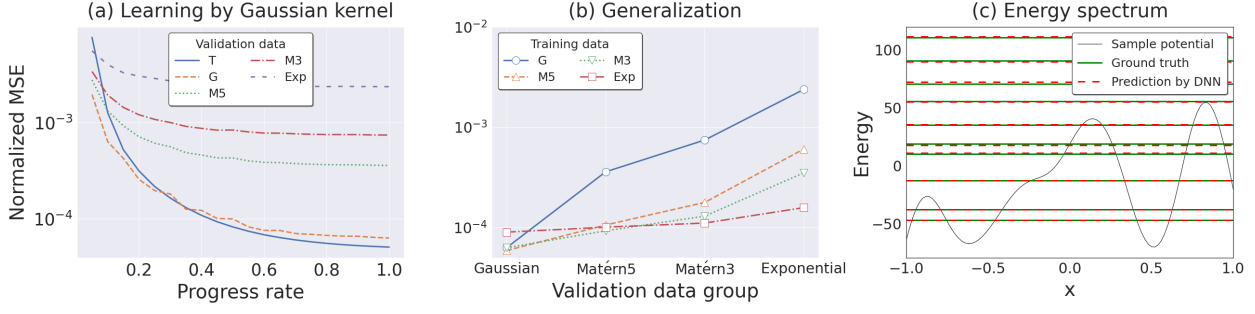 (a) Learning by Gaussian kernel
Normalized MSE
10⁻³
10⁻⁴
Validation data
T
G
M5
M3
Exp
0.2
0.4
0.6
0.8
1.0
Progress rate
(b) Generalization
10⁻²
10⁻³
10⁻⁴
Training data
G
M5
M3
Exp
Gaussian
Matérn5
Matérn3
Exponential
Validation data group
(c) Energy spectrum
Energy
100
50
0
−50
Sample potential
Ground truth
Prediction by DNN
−1.0
−0.5
0.0
0.5
1.0
x